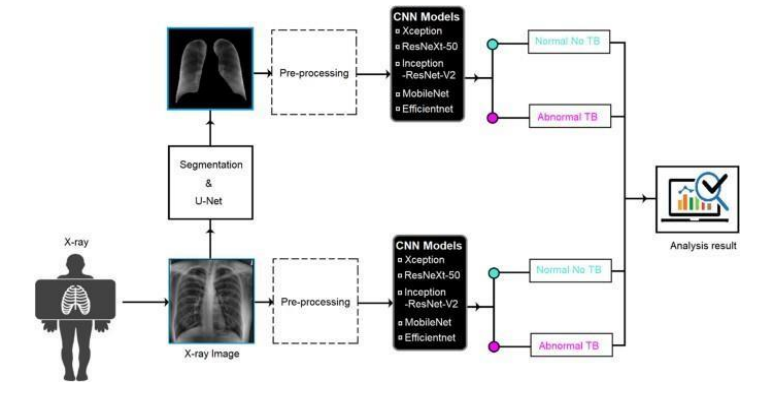 CNN Models
Xception
ResNeXt-50
Inception
-ResNet-V2
MobileNet
Efficientnet
Pre-processing
Normal No TB
Abnormal TB
Segmentation
&
U-Net
Analysis result
X-ray
X-ray Image
Pre-processing
CNN Models
Xception
ResNeXt-50
Inception
-ResNet-V2
MobileNet
Efficientnet
Normal No TB
Abnormal TB